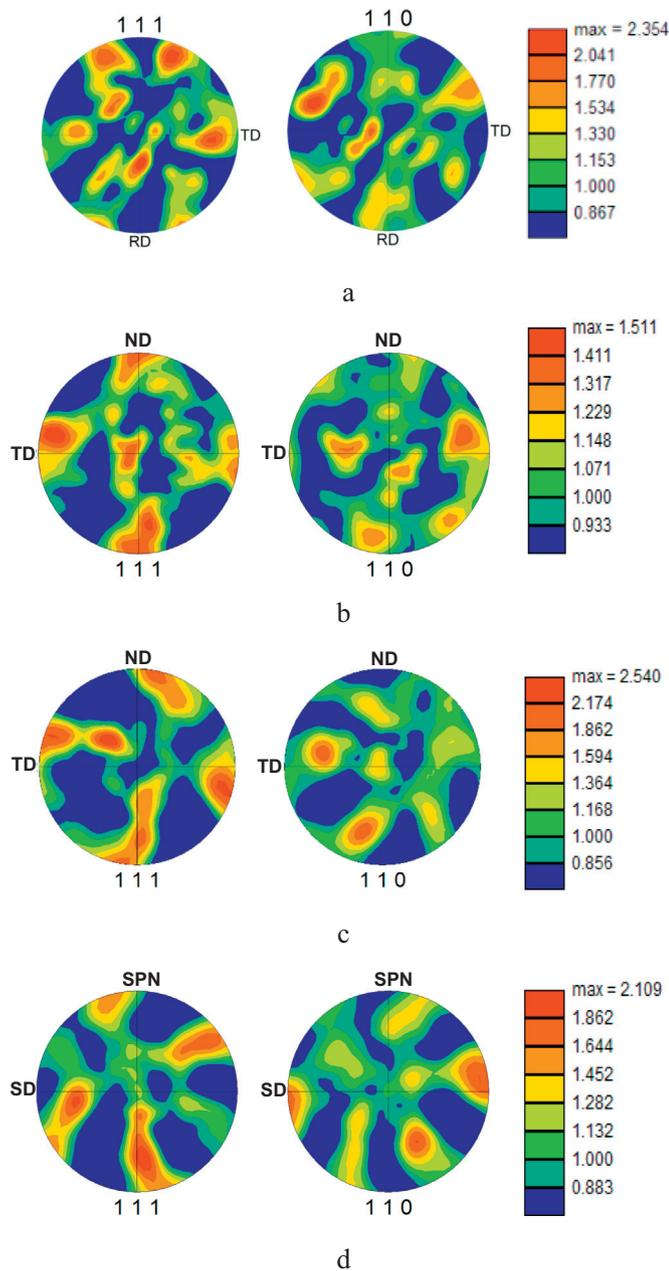 1 1 1
1 1 0
TD
TD
RD
RD
max = 2.354
2.041
1.770
1.534
1.330
1.153
1.000
0.867
a
ND
ND
TD
TD
1 1 1
1 1 0
max = 1.511
1.411
1.317
1.229
1.148
1.071
1.000
0.933
b
ND
ND
TD
TD
1 1 1
1 1 0
max = 2.540
2.174
1.862
1.594
1.364
1.168
1.000
0.856
c
SPN
SPN
SD
SD
1 1 1
1 1 0
max = 2.109
1.862
1.644
1.452
1.282
1.132
1.000
0.883
d